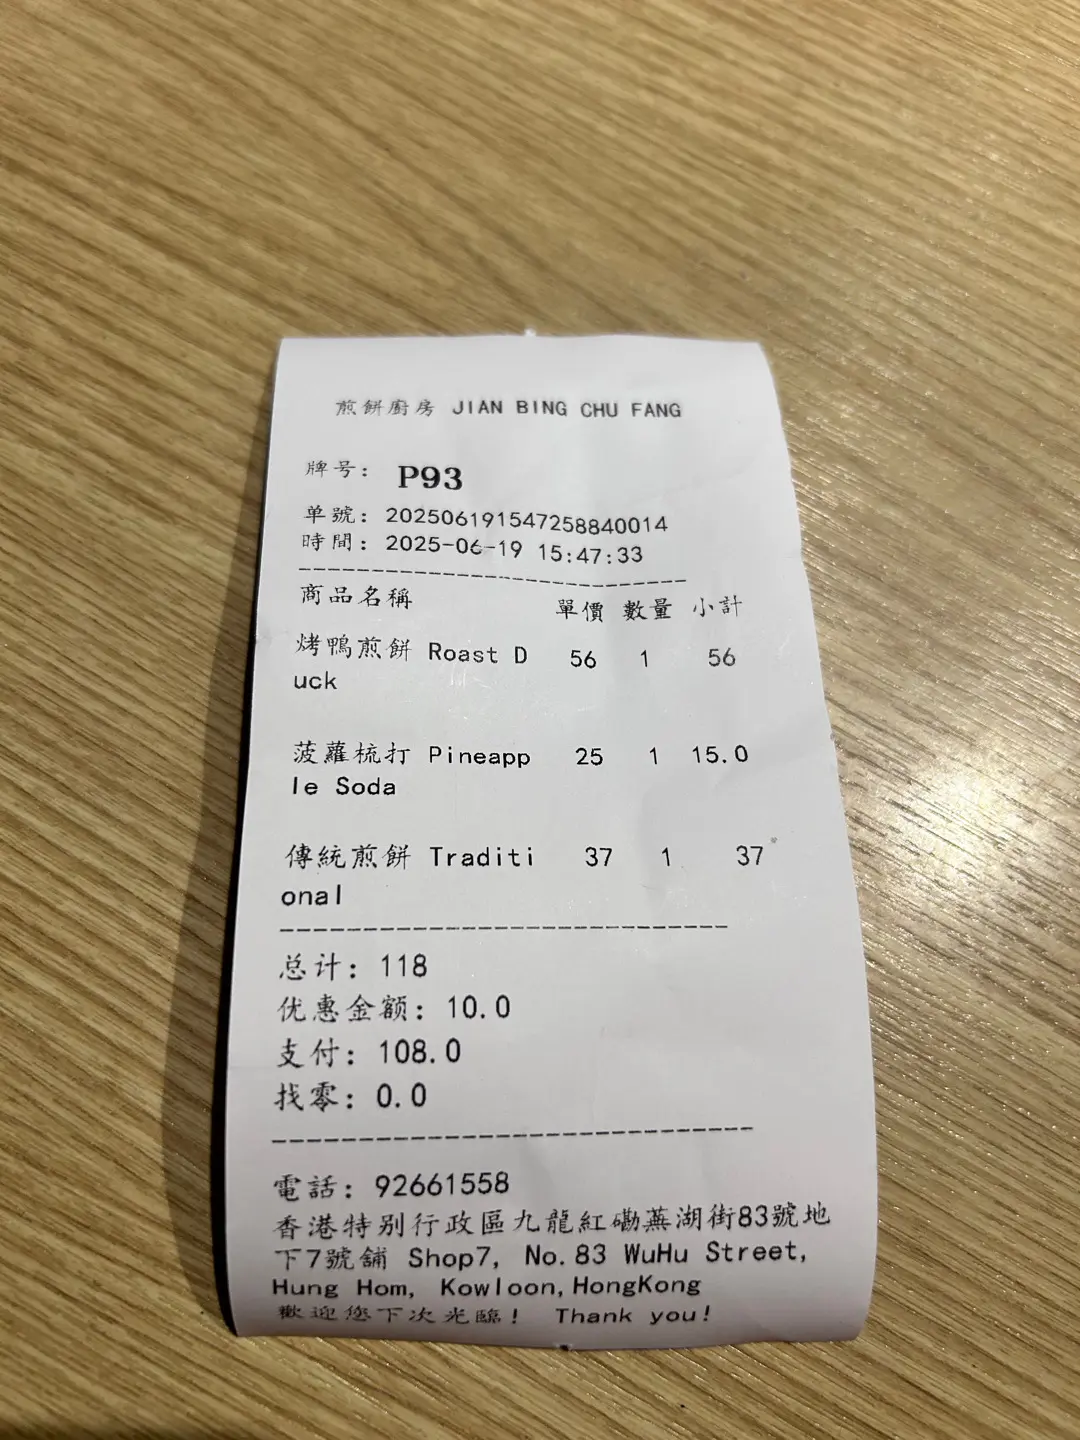 煎餅廚房 JIAN BING CHU FANG
牌号: P93
单號: 202506191547258840014
時間: 2025-06-19 15:47:33
商品名稱 單價 數量 小計
烤鴨煎餅 Roast D 56 1 56
uck
菠蘿梳打 Pineapp 25 1 15.0
le Soda
傳統煎餅 Traditi 37 1 37
onal
总计: 118
优惠金额: 10.0
支付: 108.0
找零: 0.0
電話: 92661558
香港特别行政區九龍紅磡蕪湖街83號地
下7號舖 Shop7, No.83 WuHu Street,
Hung Hom, Kowloon,HongKong
歡迎您下次光臨! Thank you!